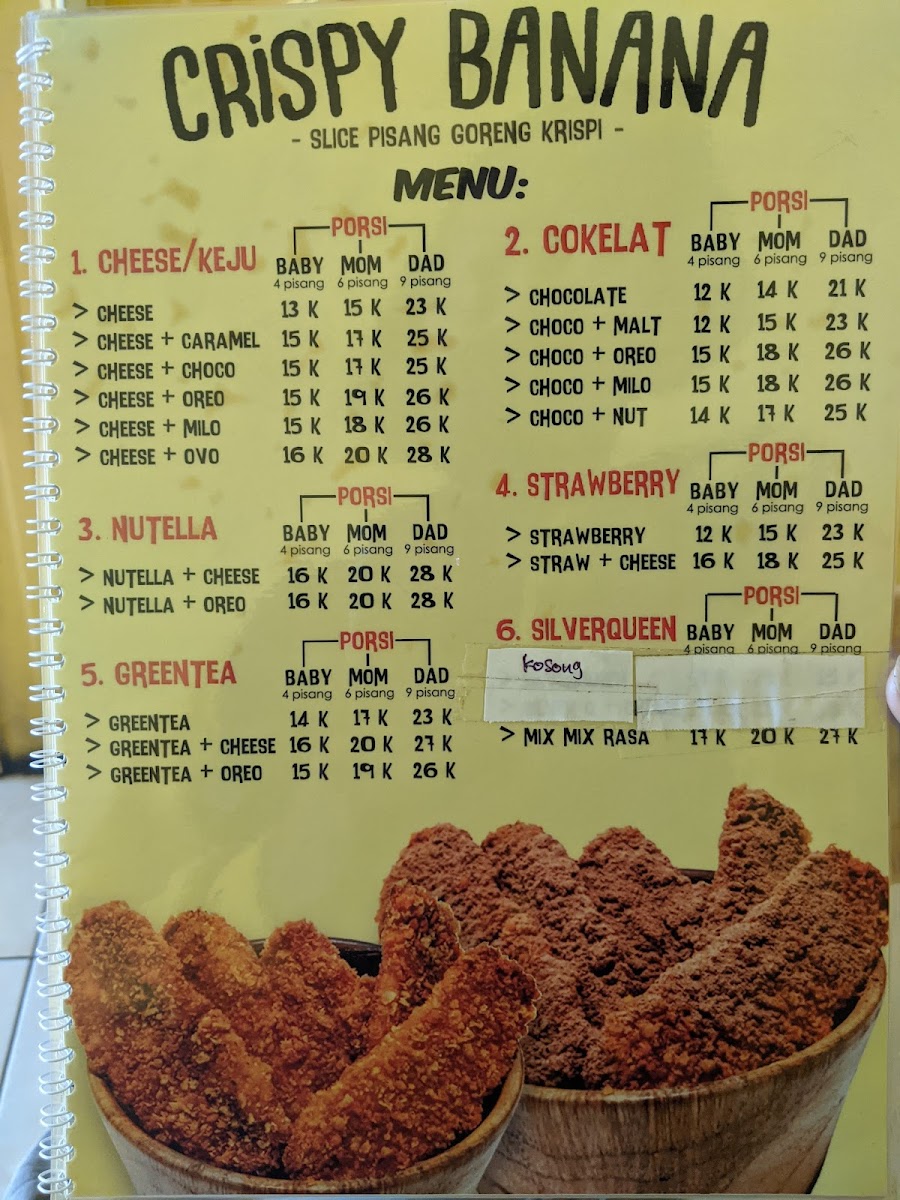 CRISPY BANANA
- SLICE PISANG GORENG KRISPI -
MENU:
1. CHEESE/KEJU
PORSI
BABY MOM DAD
4 pisang 6 pisang 9 pisang
> CHEESE 13 K 15 K 23 K
> CHEESE + CARAMEL 15 K 17 K 25 K
> CHEESE + CHOCO 15 K 17 K 25 K
> CHEESE + OREO 15 K 19 K 26 K
> CHEESE + MILO 15 K 18 K 26 K
> CHEESE + OVO 16 K 20 K 28 K
2. COKELAT
PORSI
BABY MOM DAD
4 pisang 6 pisang 9 pisang
> CHOCOLATE 12 K 14 K 21 K
> CHOCO + MALT 12 K 15 K 23 K
> CHOCO + OREO 15 K 18 K 26 K
> CHOCO + MILO 15 K 18 K 26 K
> CHOCO + NUT 14 K 17 K 25 K
3. NUTELLA
PORSI
BABY MOM DAD
4 pisang 6 pisang 9 pisang
> NUTELLA + CHEESE 16 K 20 K 28 K
> NUTELLA + OREO 16 K 20 K 28 K
4. STRAWBERRY
PORSI
BABY MOM DAD
4 pisang 6 pisang 9 pisang
> STRAWBERRY 12 K 15 K 23 K
> STRAW + CHEESE 16 K 18 K 25 K
5. GREENTEA
PORSI
BABY MOM DAD
4 pisang 6 pisang 9 pisang
> GREENTEA 14 K 17 K 23 K
> GREENTEA + CHEESE 16 K 20 K 27 K
> GREENTEA + OREO 15 K 19 K 26 K
6. SILVERQUEEN
PORSI
BABY MOM DAD
4 pisang 6 pisang 9 pisang
kosong
> MIX MIX RASA 17 K 20 K 27 K